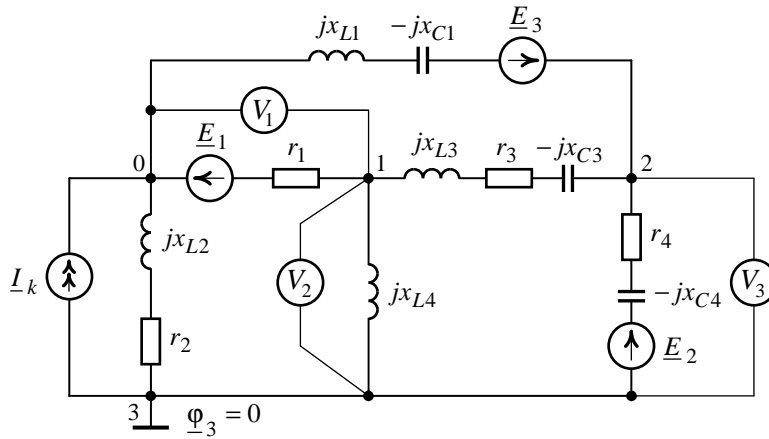 jx_L1 −jx_C1 E_3
V_1
E_1 r_1 jx_L3 r_3 −jx_C3
0 1 2
jx_L2 r_4
I_k V_2 jx_L4 −jx_C4 V_3
r_2 E_2
3 φ_3 = 0